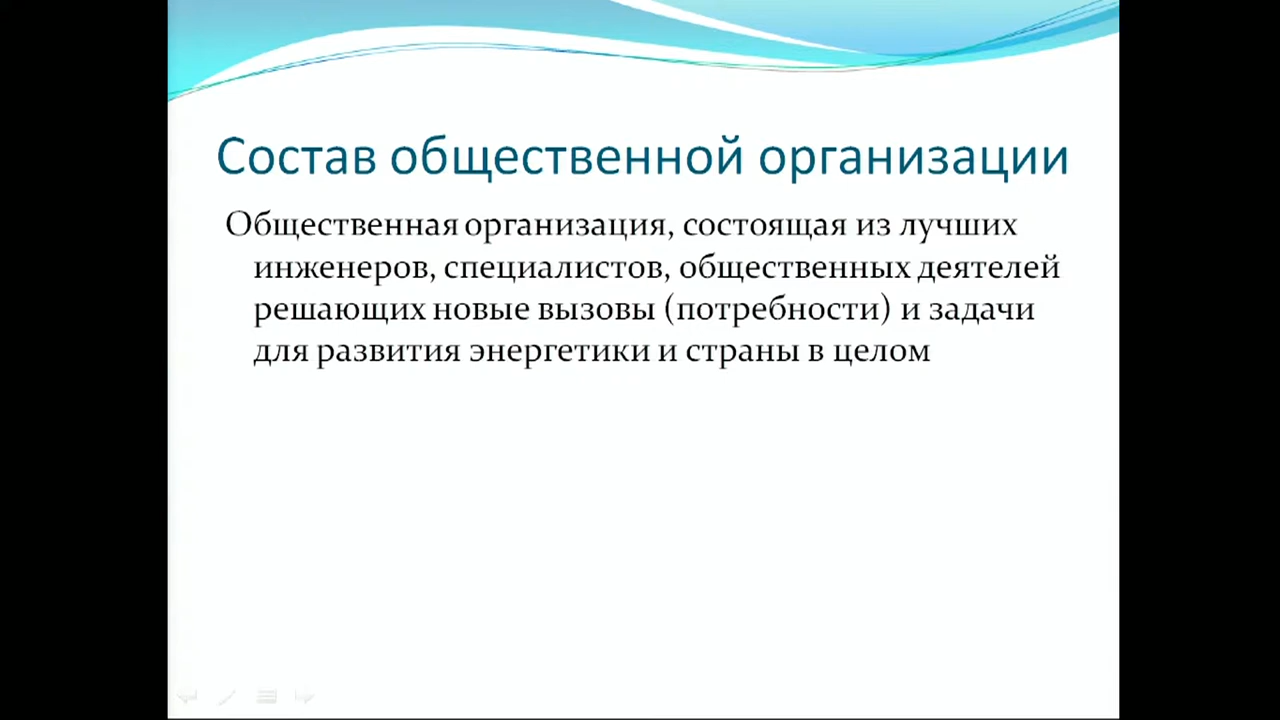 Состав общественной организации
Общественная организация, состоящая из лучших
инженеров, специалистов, общественных деятелей
решающих новые вызовы (потребности) и задачи
для развития энергетики и страны в целом